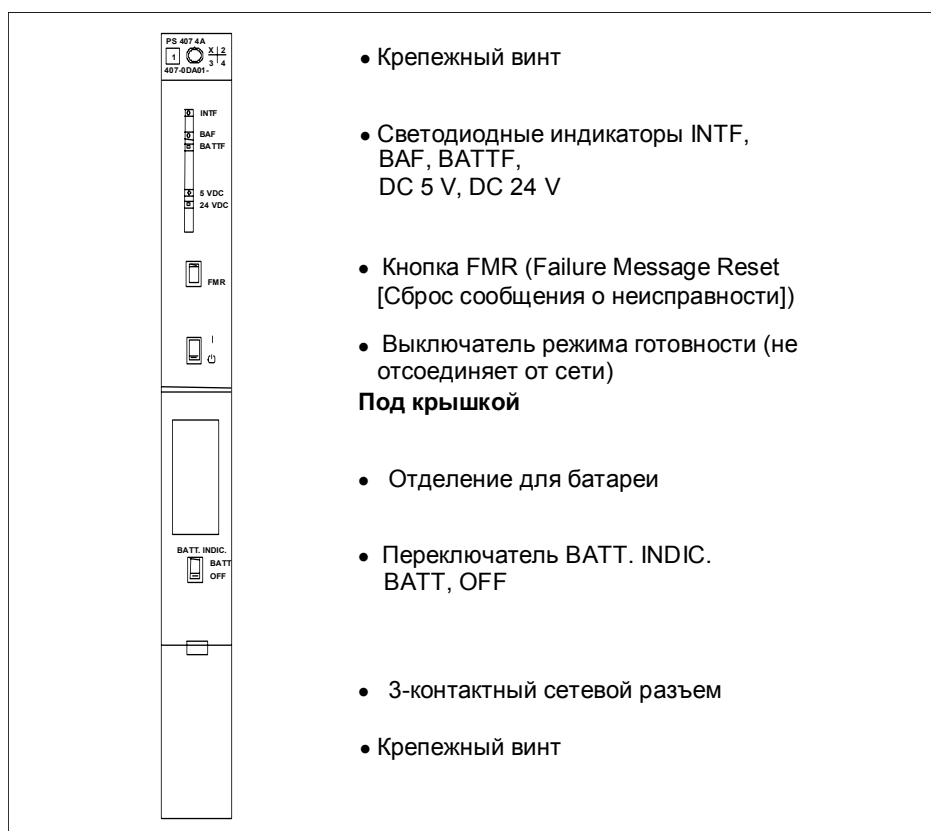 PS 407 4A
1 X 2
3 4
407-0DA01-
INTF
BAF
BATTF
5 VDC
24 VDC
FMR
I
BATT. INDIC.
BATT
OFF
• Крепежный винт
• Светодиодные индикаторы INTF,
BAF, BATTF,
DC 5 V, DC 24 V
• Кнопка FMR (Failure Message Reset
[Сброс сообщения о неисправности])
• Выключатель режима готовности (не
отсоединяет от сети)
Под крышкой
• Отделение для батареи
• Переключатель BATT. INDIC.
BATT, OFF
• 3-контактный сетевой разъем
• Крепежный винт